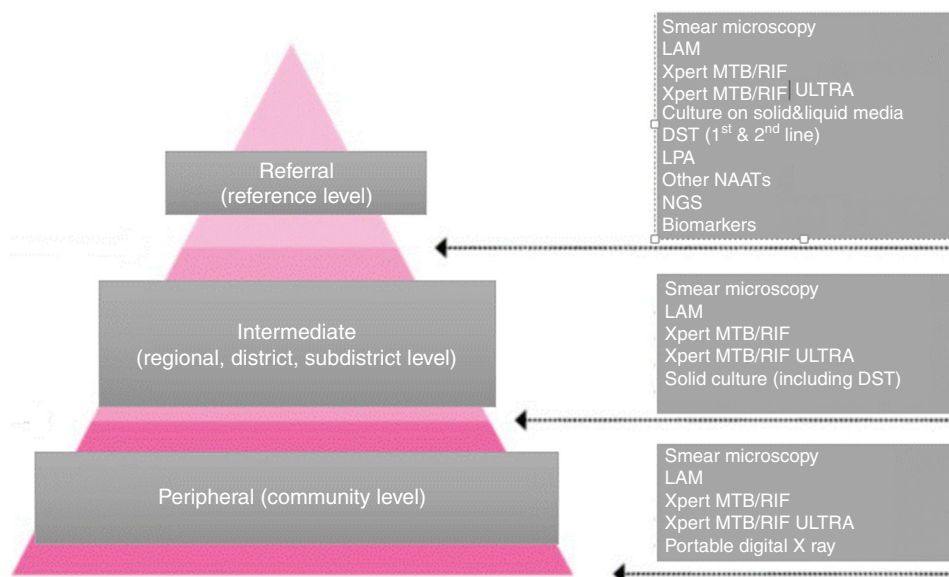 Referral
(reference level)
Intermediate
(regional, district, subdistrict level)
Peripheral (community level)
Smear microscopy
LAM
Xpert MTB/RIF
Xpert MTB/RIF ULTRA
Culture on solid&liquid media
DST (1st & 2nd line)
LPA
Other NAATs
NGS
Biomarkers
Smear microscopy
LAM
Xpert MTB/RIF
Xpert MTB/RIF ULTRA
Solid culture (including DST)
Smear microscopy
LAM
Xpert MTB/RIF
Xpert MTB/RIF ULTRA
Portable digital X ray